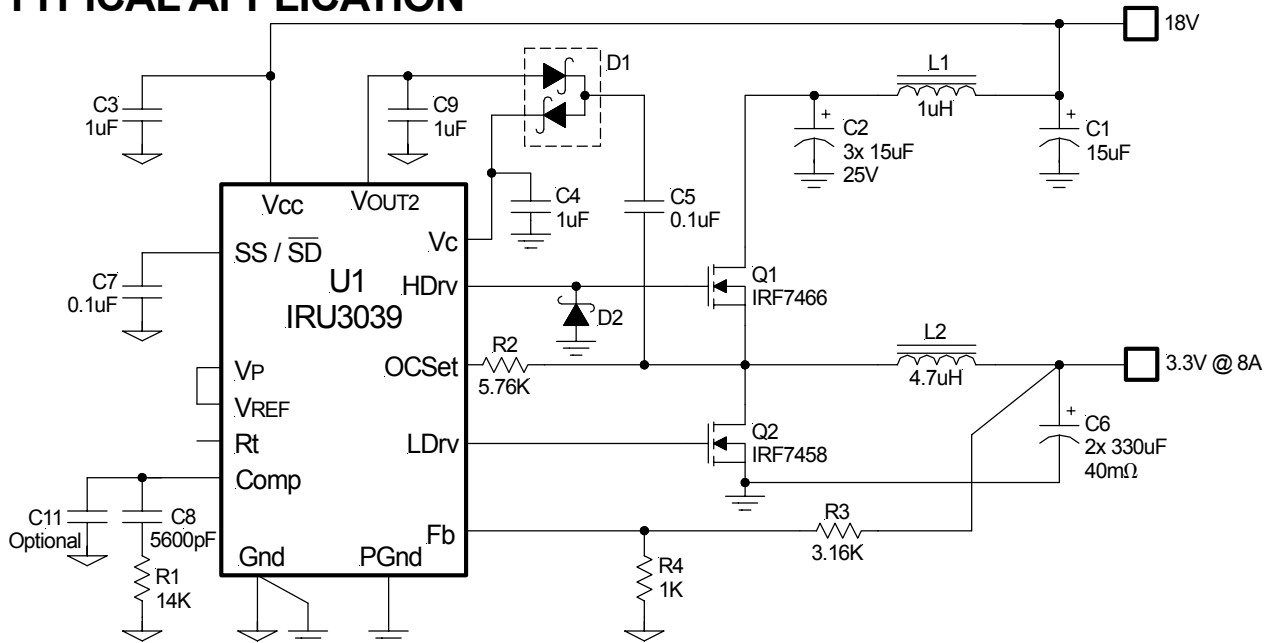 TYPICAL APPLICATION
18V
D1
L1
1uH
C3
1uF
C9
1uF
C2
3x 15uF
25V
C1
15uF
Vcc
VOUT2
C4
1uF
C5
0.1uF
Vc
SS / SD
C7
0.1uF
U1
IRU3039
HDrv
Q1
IRF7466
D2
L2
4.7uH
OCSet
R2
5.76K
3.3V @ 8A
VP
VREF
Rt
LDrv
Q2
IRF7458
C6
2x 330uF
40mΩ
Comp
C11
Optional
C8
5600pF
R3
3.16K
Fb
Gnd
PGnd
R1
14K
R4
1K